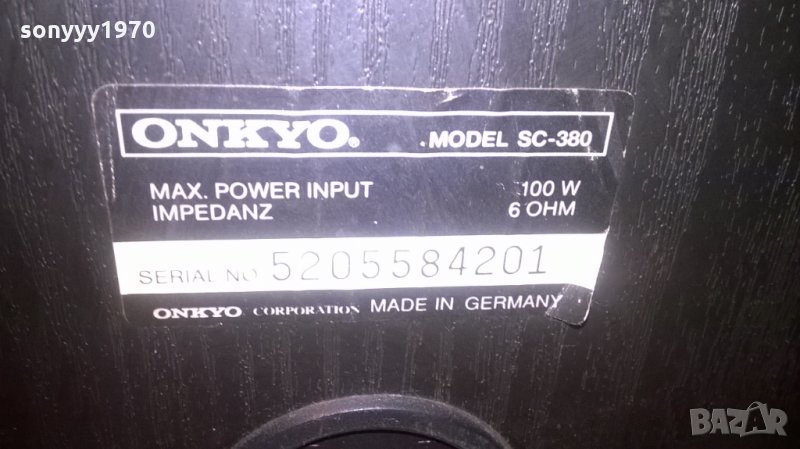 sonyyy1970
ONKYO® MODEL SC-380
MAX. POWER INPUT 100 W
IMPEDANZ 6 OHM
SERIAL NO 5205584201
ONKYO CORPORATION MADE IN GERMANY
BAZAR